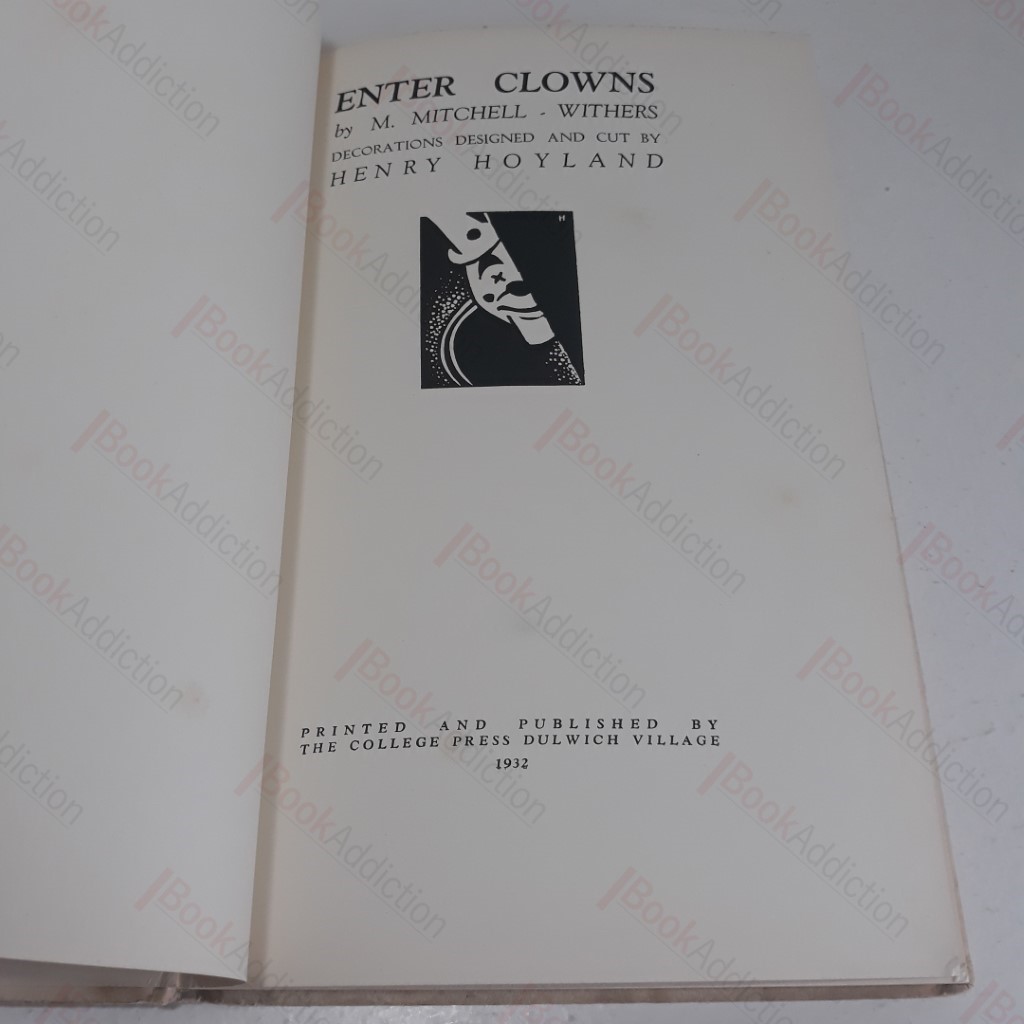 ENTER CLOWNS
by M. MITCHELL - WITHERS
DECORATIONS DESIGNED AND CUT BY
HENRY HOYLAND
H
PRINTED AND PUBLISHED BY
THE COLLEGE PRESS DULWICH VILLAGE
1932
BookAddiction